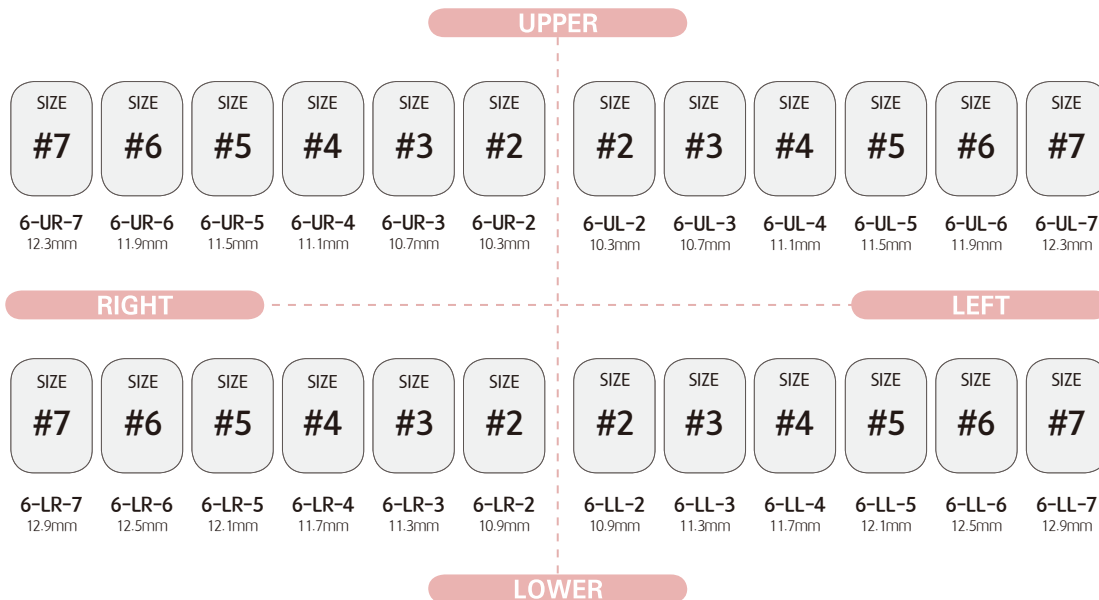 UPPER
SIZE SIZE SIZE SIZE SIZE SIZE SIZE SIZE SIZE SIZE SIZE SIZE
#7 #6 #5 #4 #3 #2 #2 #3 #4 #5 #6 #7
6-UR-7 6-UR-6 6-UR-5 6-UR-4 6-UR-3 6-UR-2 6-UL-2 6-UL-3 6-UL-4 6-UL-5 6-UL-6 6-UL-7
12.3mm 11.9mm 11.5mm 11.1mm 10.7mm 10.3mm 10.3mm 10.7mm 11.1mm 11.5mm 11.9mm 12.3mm
RIGHT LEFT
SIZE SIZE SIZE SIZE SIZE SIZE SIZE SIZE SIZE SIZE SIZE SIZE
#7 #6 #5 #4 #3 #2 #2 #3 #4 #5 #6 #7
6-LR-7 6-LR-6 6-LR-5 6-LR-4 6-LR-3 6-LR-2 6-LL-2 6-LL-3 6-LL-4 6-LL-5 6-LL-6 6-LL-7
12.9mm 12.5mm 12.1mm 11.7mm 11.3mm 10.9mm 10.9mm 11.3mm 11.7mm 12.1mm 12.5mm 12.9mm
LOWER